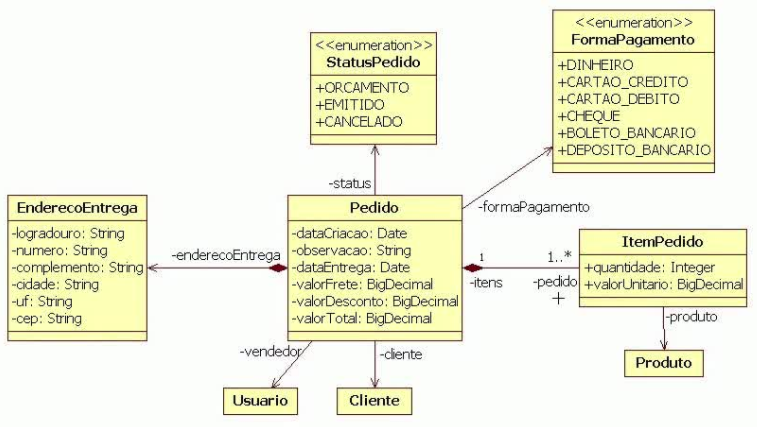 <<enumeration>>
StatusPedido
+ORCAMENTO
+EMITIDO
+CANCELADO
<<enumeration>>
FormaPagamento
+DINHEIRO
+CARTAO_CREDITO
+CARTAO_DEBITO
+CHEQUE
+BOLETO_BANCARIO
+DEPOSITO_BANCARIO
-status
-formaPagamento
EnderecoEntrega
-logradouro: String
-numero: String
-complemento: String
-cidade: String
-uf: String
-cep: String
-enderecoEntrega
Pedido
-dataCriacao: Date
-observacao: String
-dataEntrega: Date
-valorFrete: BigDecimal
-valorDesconto: BigDecimal
-valorTotal: BigDecimal
1
-itens
1..*
-pedido
+
ItemPedido
+quantidade: Integer
+valorUnitario: BigDecimal
-produto
Produto
-vendedor
-cliente
Usuario
Cliente